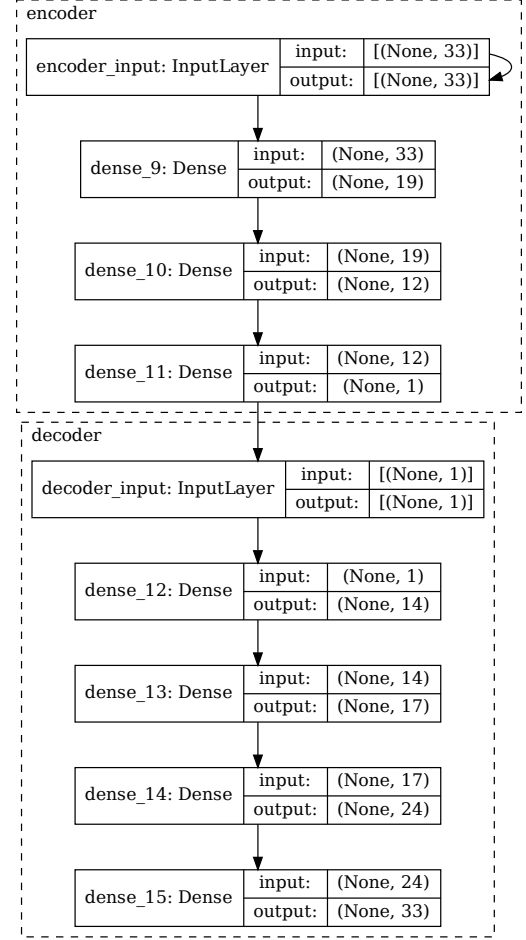 encoder
encoder_input: InputLayer
input: [(None, 33)]
output: [(None, 33)]
dense_9: Dense
input: (None, 33)
output: (None, 19)
dense_10: Dense
input: (None, 19)
output: (None, 12)
dense_11: Dense
input: (None, 12)
output: (None, 1)
decoder
decoder_input: InputLayer
input: [(None, 1)]
output: [(None, 1)]
dense_12: Dense
input: (None, 1)
output: (None, 14)
dense_13: Dense
input: (None, 14)
output: (None, 17)
dense_14: Dense
input: (None, 17)
output: (None, 24)
dense_15: Dense
input: (None, 24)
output: (None, 33)